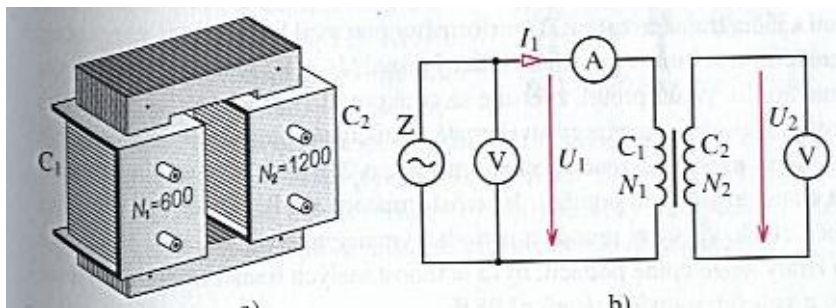 C₁
N₁=600
N₂=1200
C₂
I₁
A
Z
V
U₁
C₁
N₁
C₂
N₂
U₂
V
b)